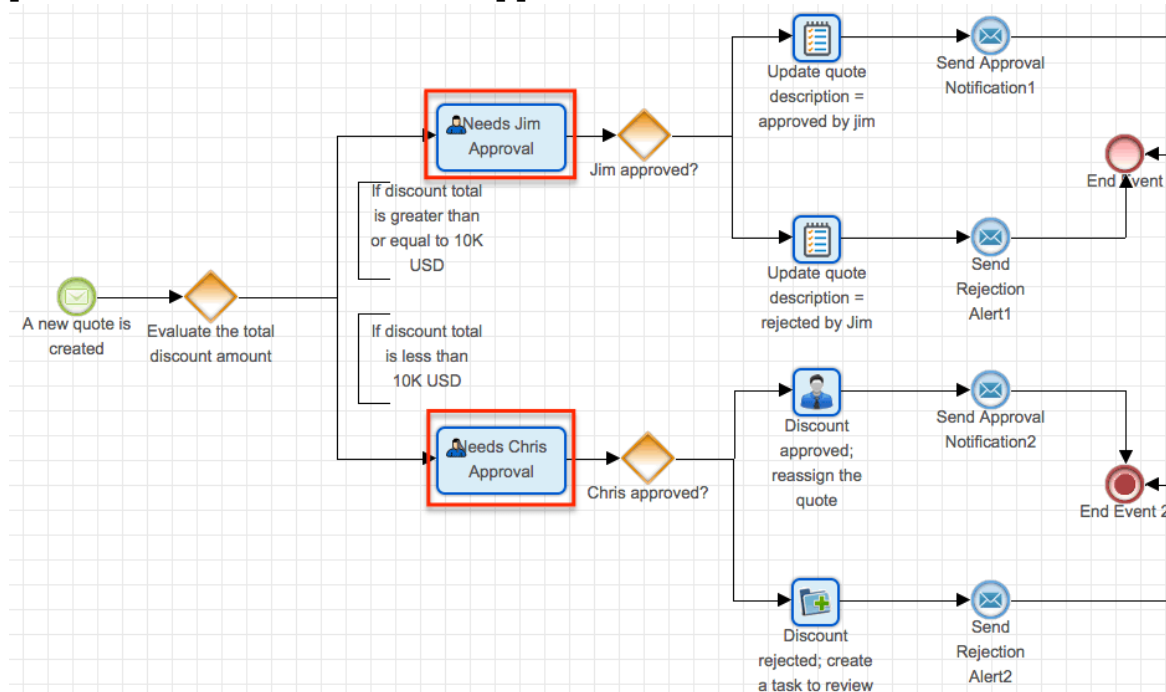 Update quote
description =
approved by jim
Send Approval
Notification1
Needs Jim
Approval
Jim approved?
End Event
If discount total
is greater than
or equal to 10K
USD
Update quote
description =
rejected by Jim
Send
Rejection
Alert1
A new quote is
created
Evaluate the total
discount amount
If discount total
is less than
10K USD
Needs Chris
Approval
Chris approved?
Discount
approved;
reassign the
quote
Send Approval
Notification2
End Event 2
Discount
rejected; create
a task to review
Send
Rejection
Alert2